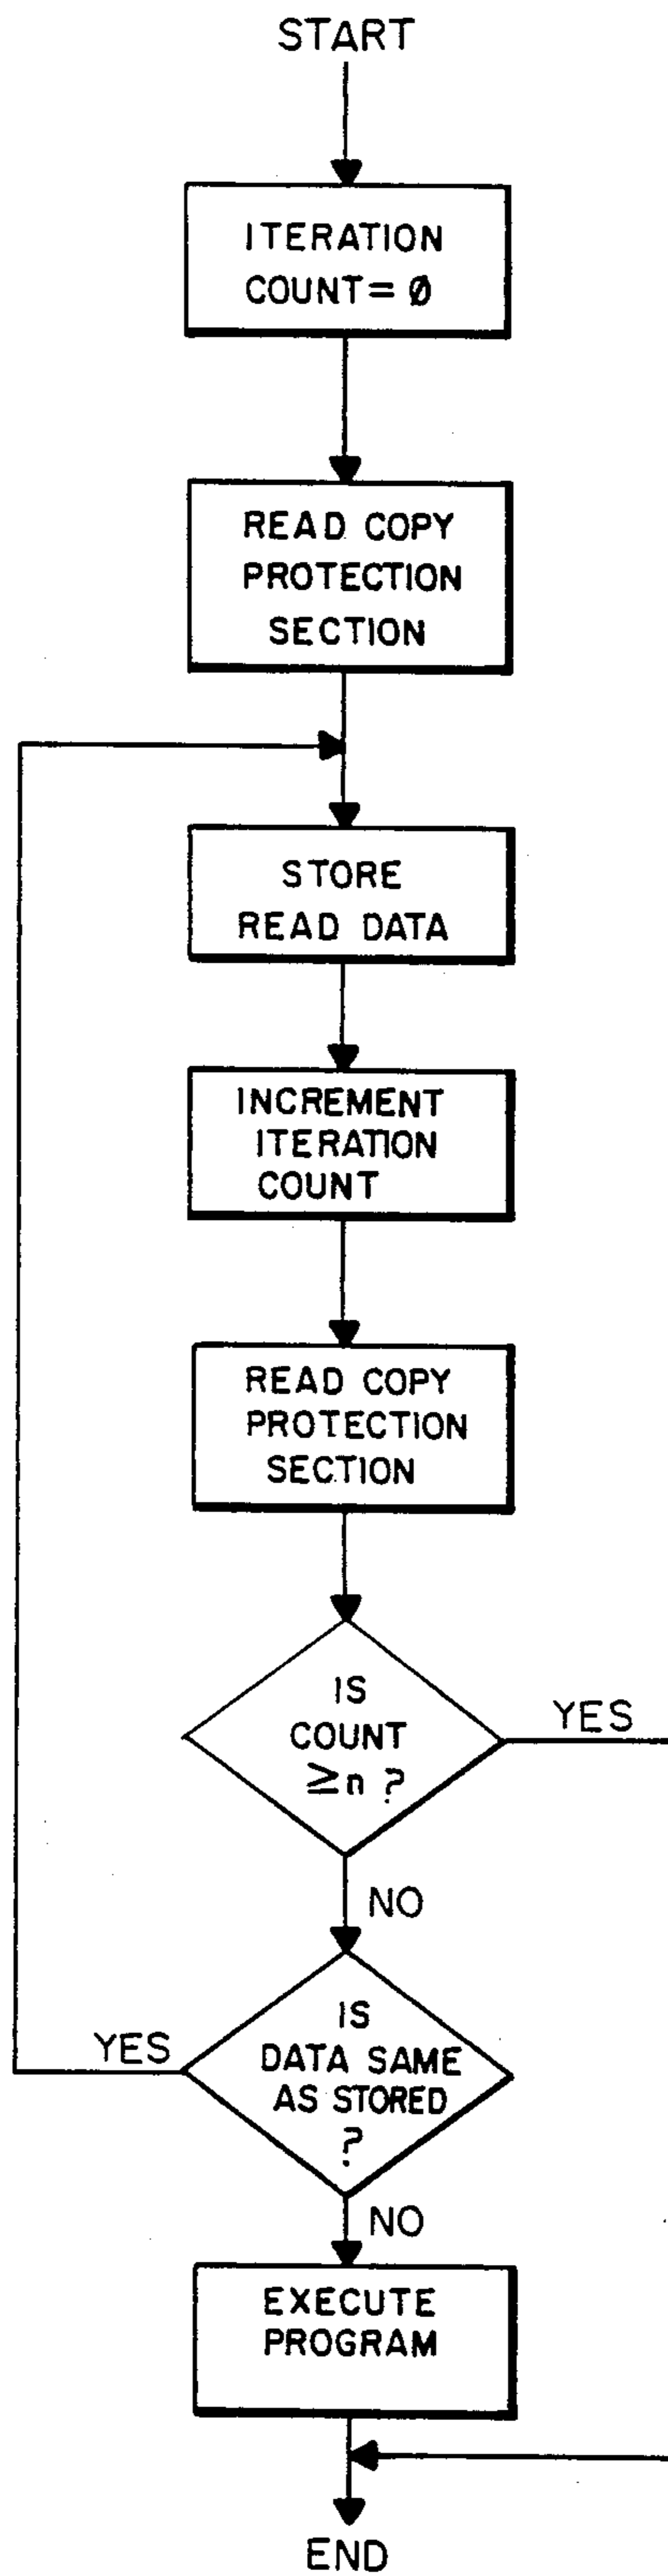 START
ITERATION
COUNT = Ø
READ COPY
PROTECTION
SECTION
STORE
READ DATA
INCREMENT
ITERATION
COUNT
READ COPY
PROTECTION
SECTION
IS
COUNT
≥n ?
YES
NO
IS
DATA SAME
AS STORED
?
YES
NO
EXECUTE
PROGRAM
END